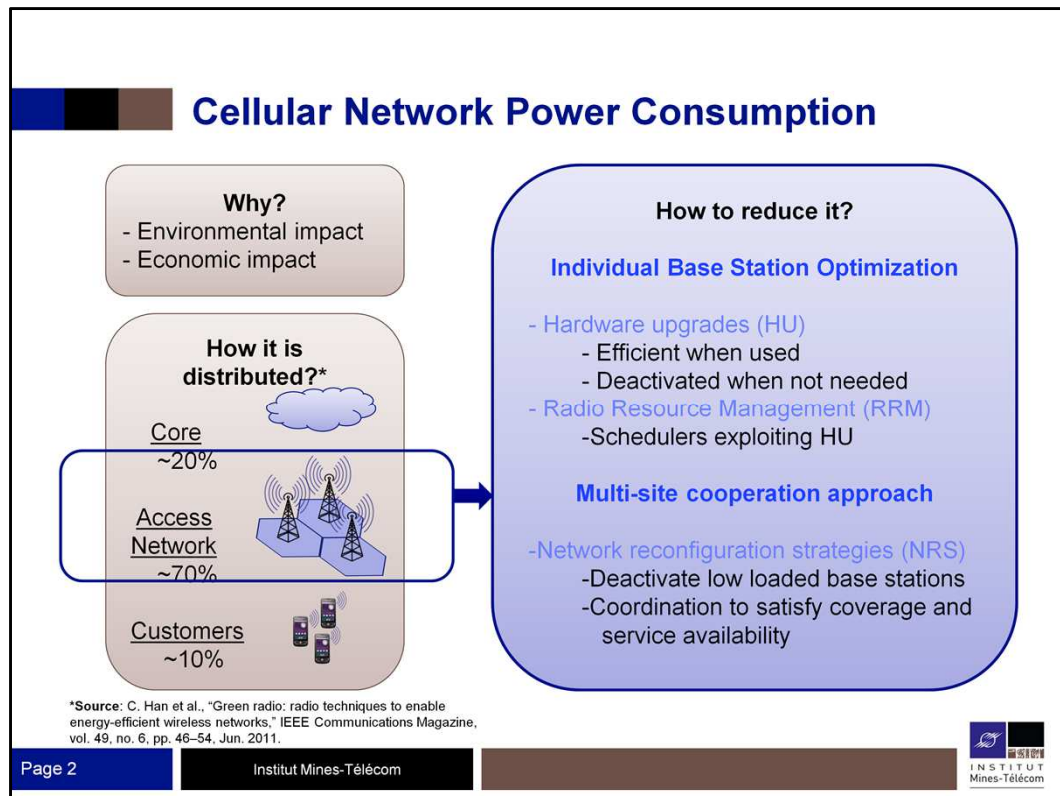 Cellular Network Power Consumption
Why?
- Environmental impact
- Economic impact
How it is
distributed?*
Core
~20%
Access
Network
~70%
Customers
~10%
*Source: C. Han et al., “Green radio: radio techniques to enable
energy-efficient wireless networks,” IEEE Communications Magazine,
vol. 49, no. 6, pp. 46–54, Jun. 2011.
How to reduce it?
Individual Base Station Optimization
- Hardware upgrades (HU)
- Efficient when used
- Deactivated when not needed
- Radio Resource Management (RRM)
-Schedulers exploiting HU
Multi-site cooperation approach
-Network reconfiguration strategies (NRS)
-Deactivate low loaded base stations
-Coordination to satisfy coverage and
service availability
Page 2
Institut Mines-Télécom
INSTITUT
Mines-Télécom